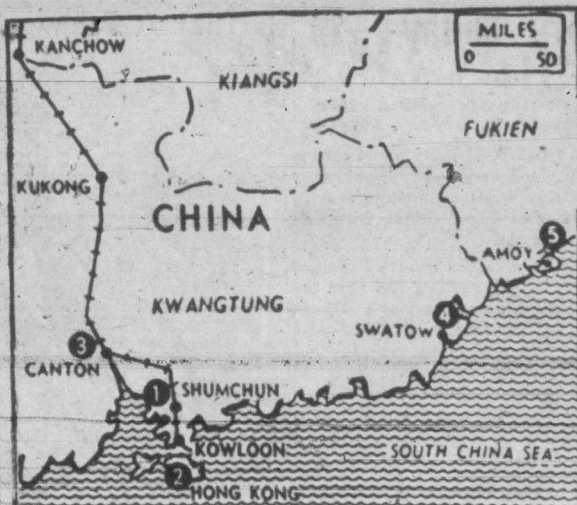 KANCHOW
MILES
0 50
KIANGSI
FUKIEN
KUKONG
CHINA
5
AMOY
KWANGTUNG
4
SWATOW
3
CANTON
1
SHUMCHUN
KOWLOON
SOUTH CHINA SEA
2
HONG KONG